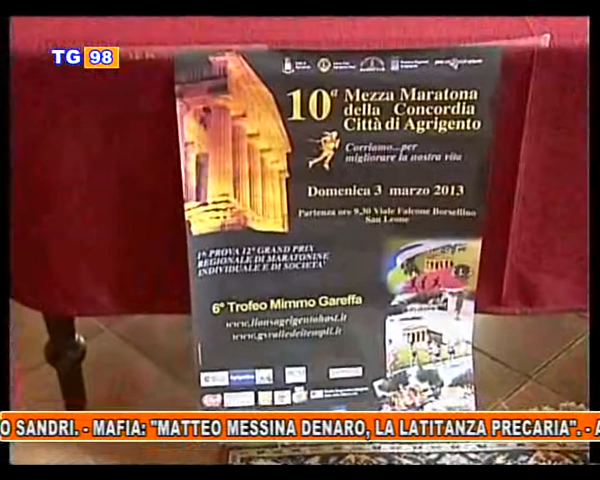 TG 98
10ª Mezza Maratona
della Concordia
Città di Agrigento
Corriamo...per
migliorare la nostra vita
Domenica 3 marzo 2013
Partenza ore 9,30 Viale Falcone Borsellino
San Leone
1ª PROVA 12° GRAND PRIX
REGIONALE DI MARATONINE
INDIVIDUALE E DI SOCIETA'
6° Trofeo Mimmo Gareffa
www.lionsagrigentohost.it
www.gsvalledeitempli.it
O SANDRI. - MAFIA: "MATTEO MESSINA DENARO, LA LATITANZA PRECARIA". - A